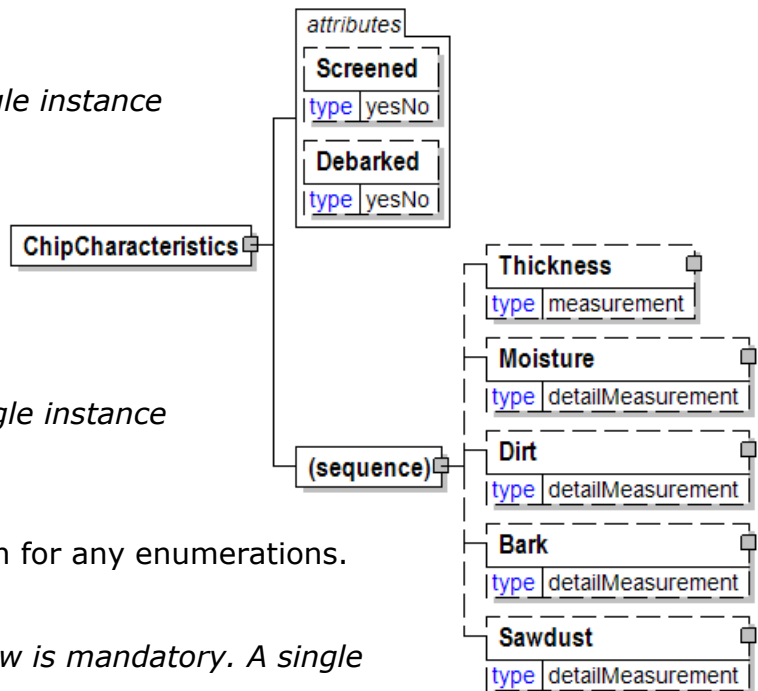 attributes
Screened
type yesNo
Debarked
type yesNo
gle instance
ChipCharacteristics
Thickness
type measurement
Moisture
type detailMeasurement
gle instance
Dirt
type detailMeasurement
(sequence)
Bark
type detailMeasurement
n for any enumerations.
Sawdust
type detailMeasurement
w is mandatory. A single